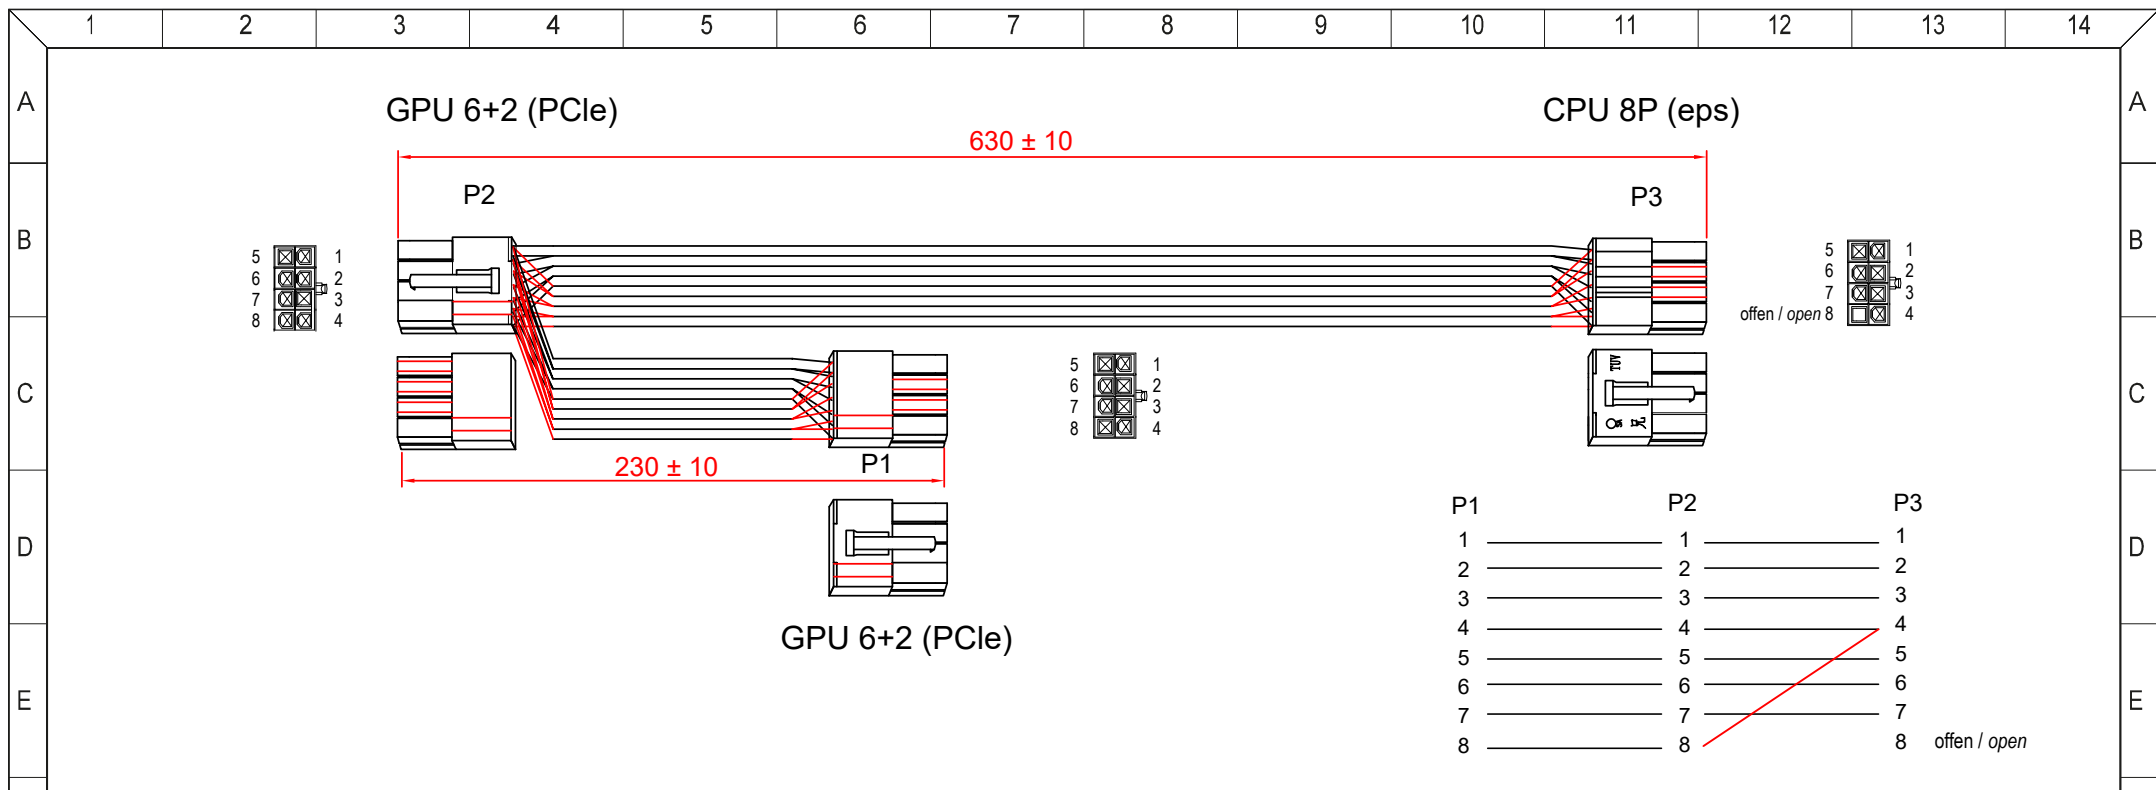 1 2 3 4 5 6 7 8 9 10 11 12 13 14
A A
GPU 6+2 (PCIe) CPU 8P (eps)
630 ± 10
P2 P3
B B
5 1
6 2
7 3
8 4
5 1
6 2
7 3
offen / open 8 4
C C
5 1
6 2
7 3
8 4
TUV
230 ± 10
P1
GPU 6+2 (PCIe)
D D
P1 P2 P3
1 1 1
2 2 2
3 3 3
4 4 4
5 5 5
6 6 6
7 7 7
8 8 8 offen / open
E E